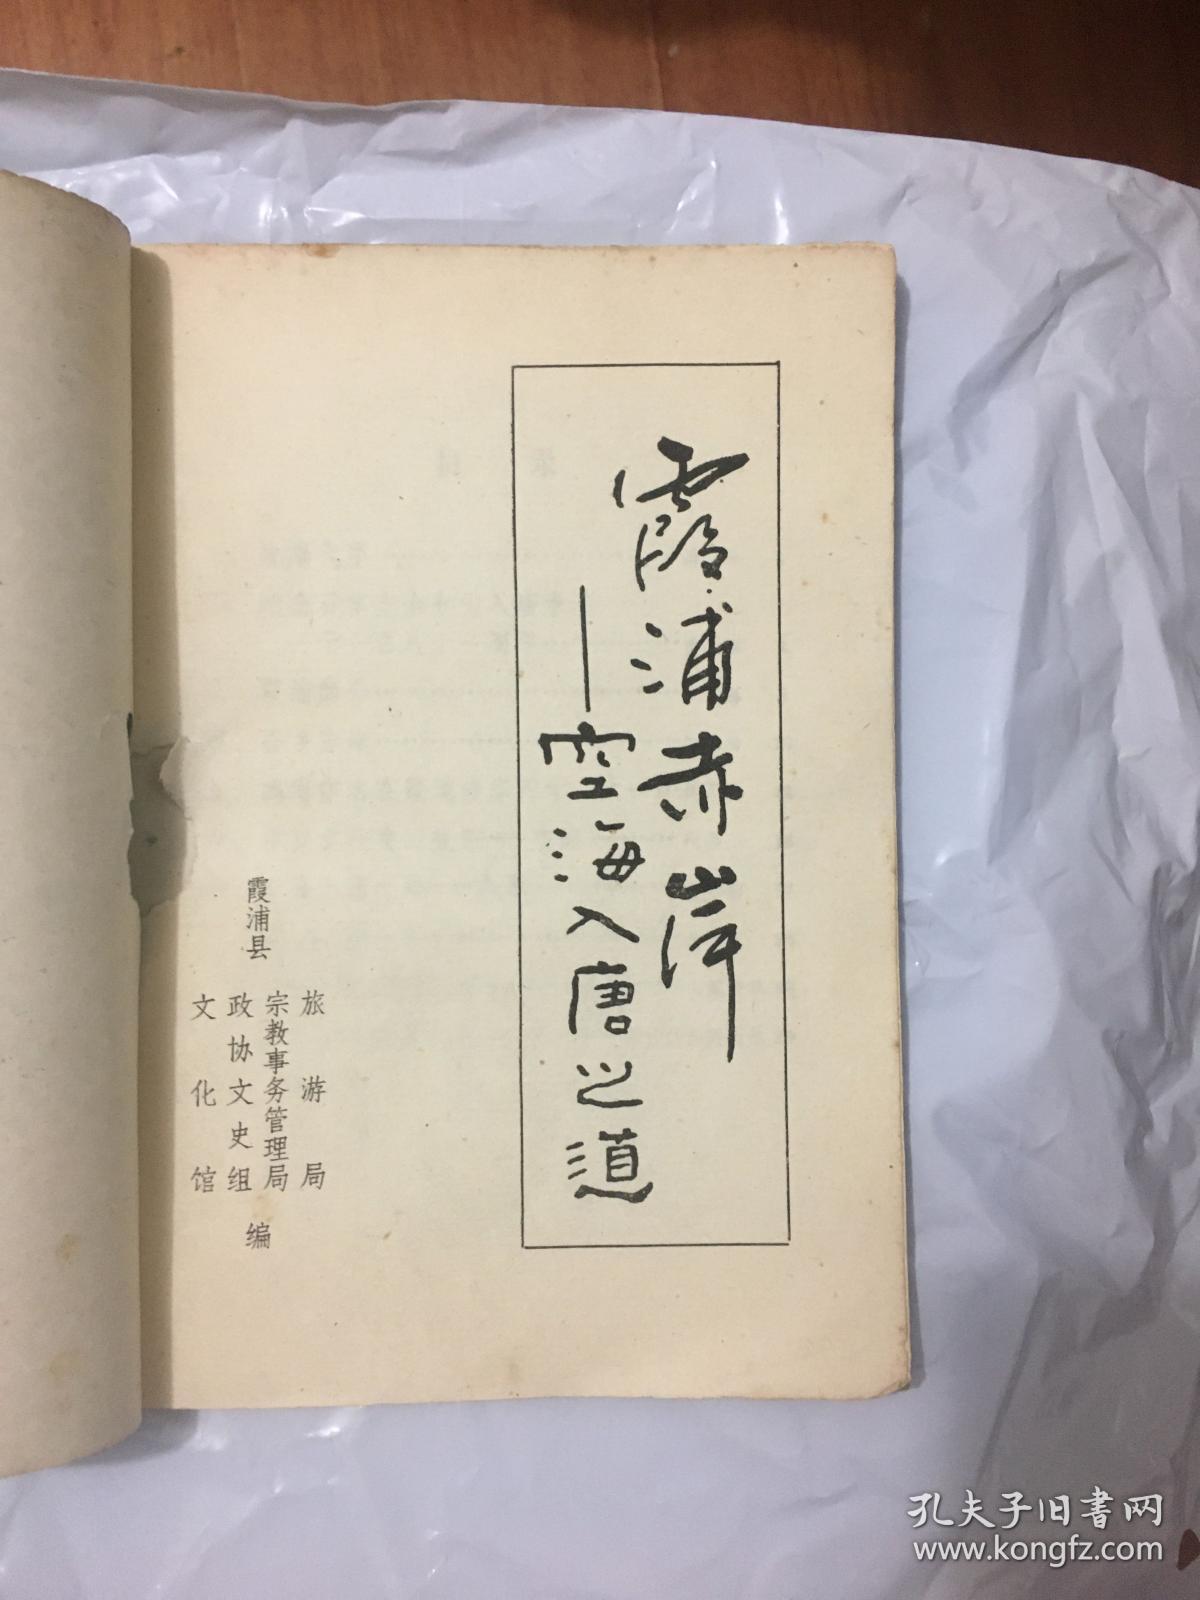 霞浦赤岸
——空海入唐之道
霞浦县
旅游局
宗教事务管理局
政协文史组
文化馆
编
孔夫子旧书网
www.kongfz.com